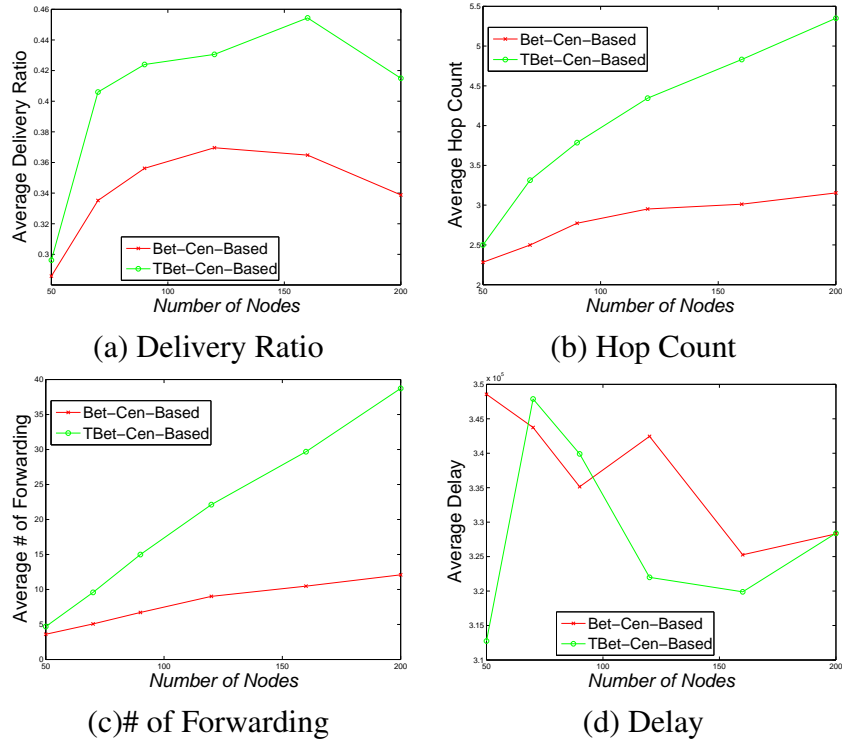 0.46
0.44
0.42
0.4
0.38
0.36
0.34
0.32
0.3
Average Delivery Ratio
Bet-Cen-Based
TBet-Cen-Based
50 100 150 200
Number of Nodes
(a) Delivery Ratio
5.5
5
4.5
4
3.5
3
2.5
2
Average Hop Count
Bet-Cen-Based
TBet-Cen-Based
50 100 150 200
Number of Nodes
(b) Hop Count
40
35
30
25
20
15
10
5
0
Average # of Forwarding
Bet-Cen-Based
TBet-Cen-Based
50 100 150 200
Number of Nodes
(c)# of Forwarding
x 10^5
3.5
3.45
3.4
3.35
3.3
3.25
3.2
3.15
3.1
Average Delay
Bet-Cen-Based
TBet-Cen-Based
50 100 150 200
Number of Nodes
(d) Delay